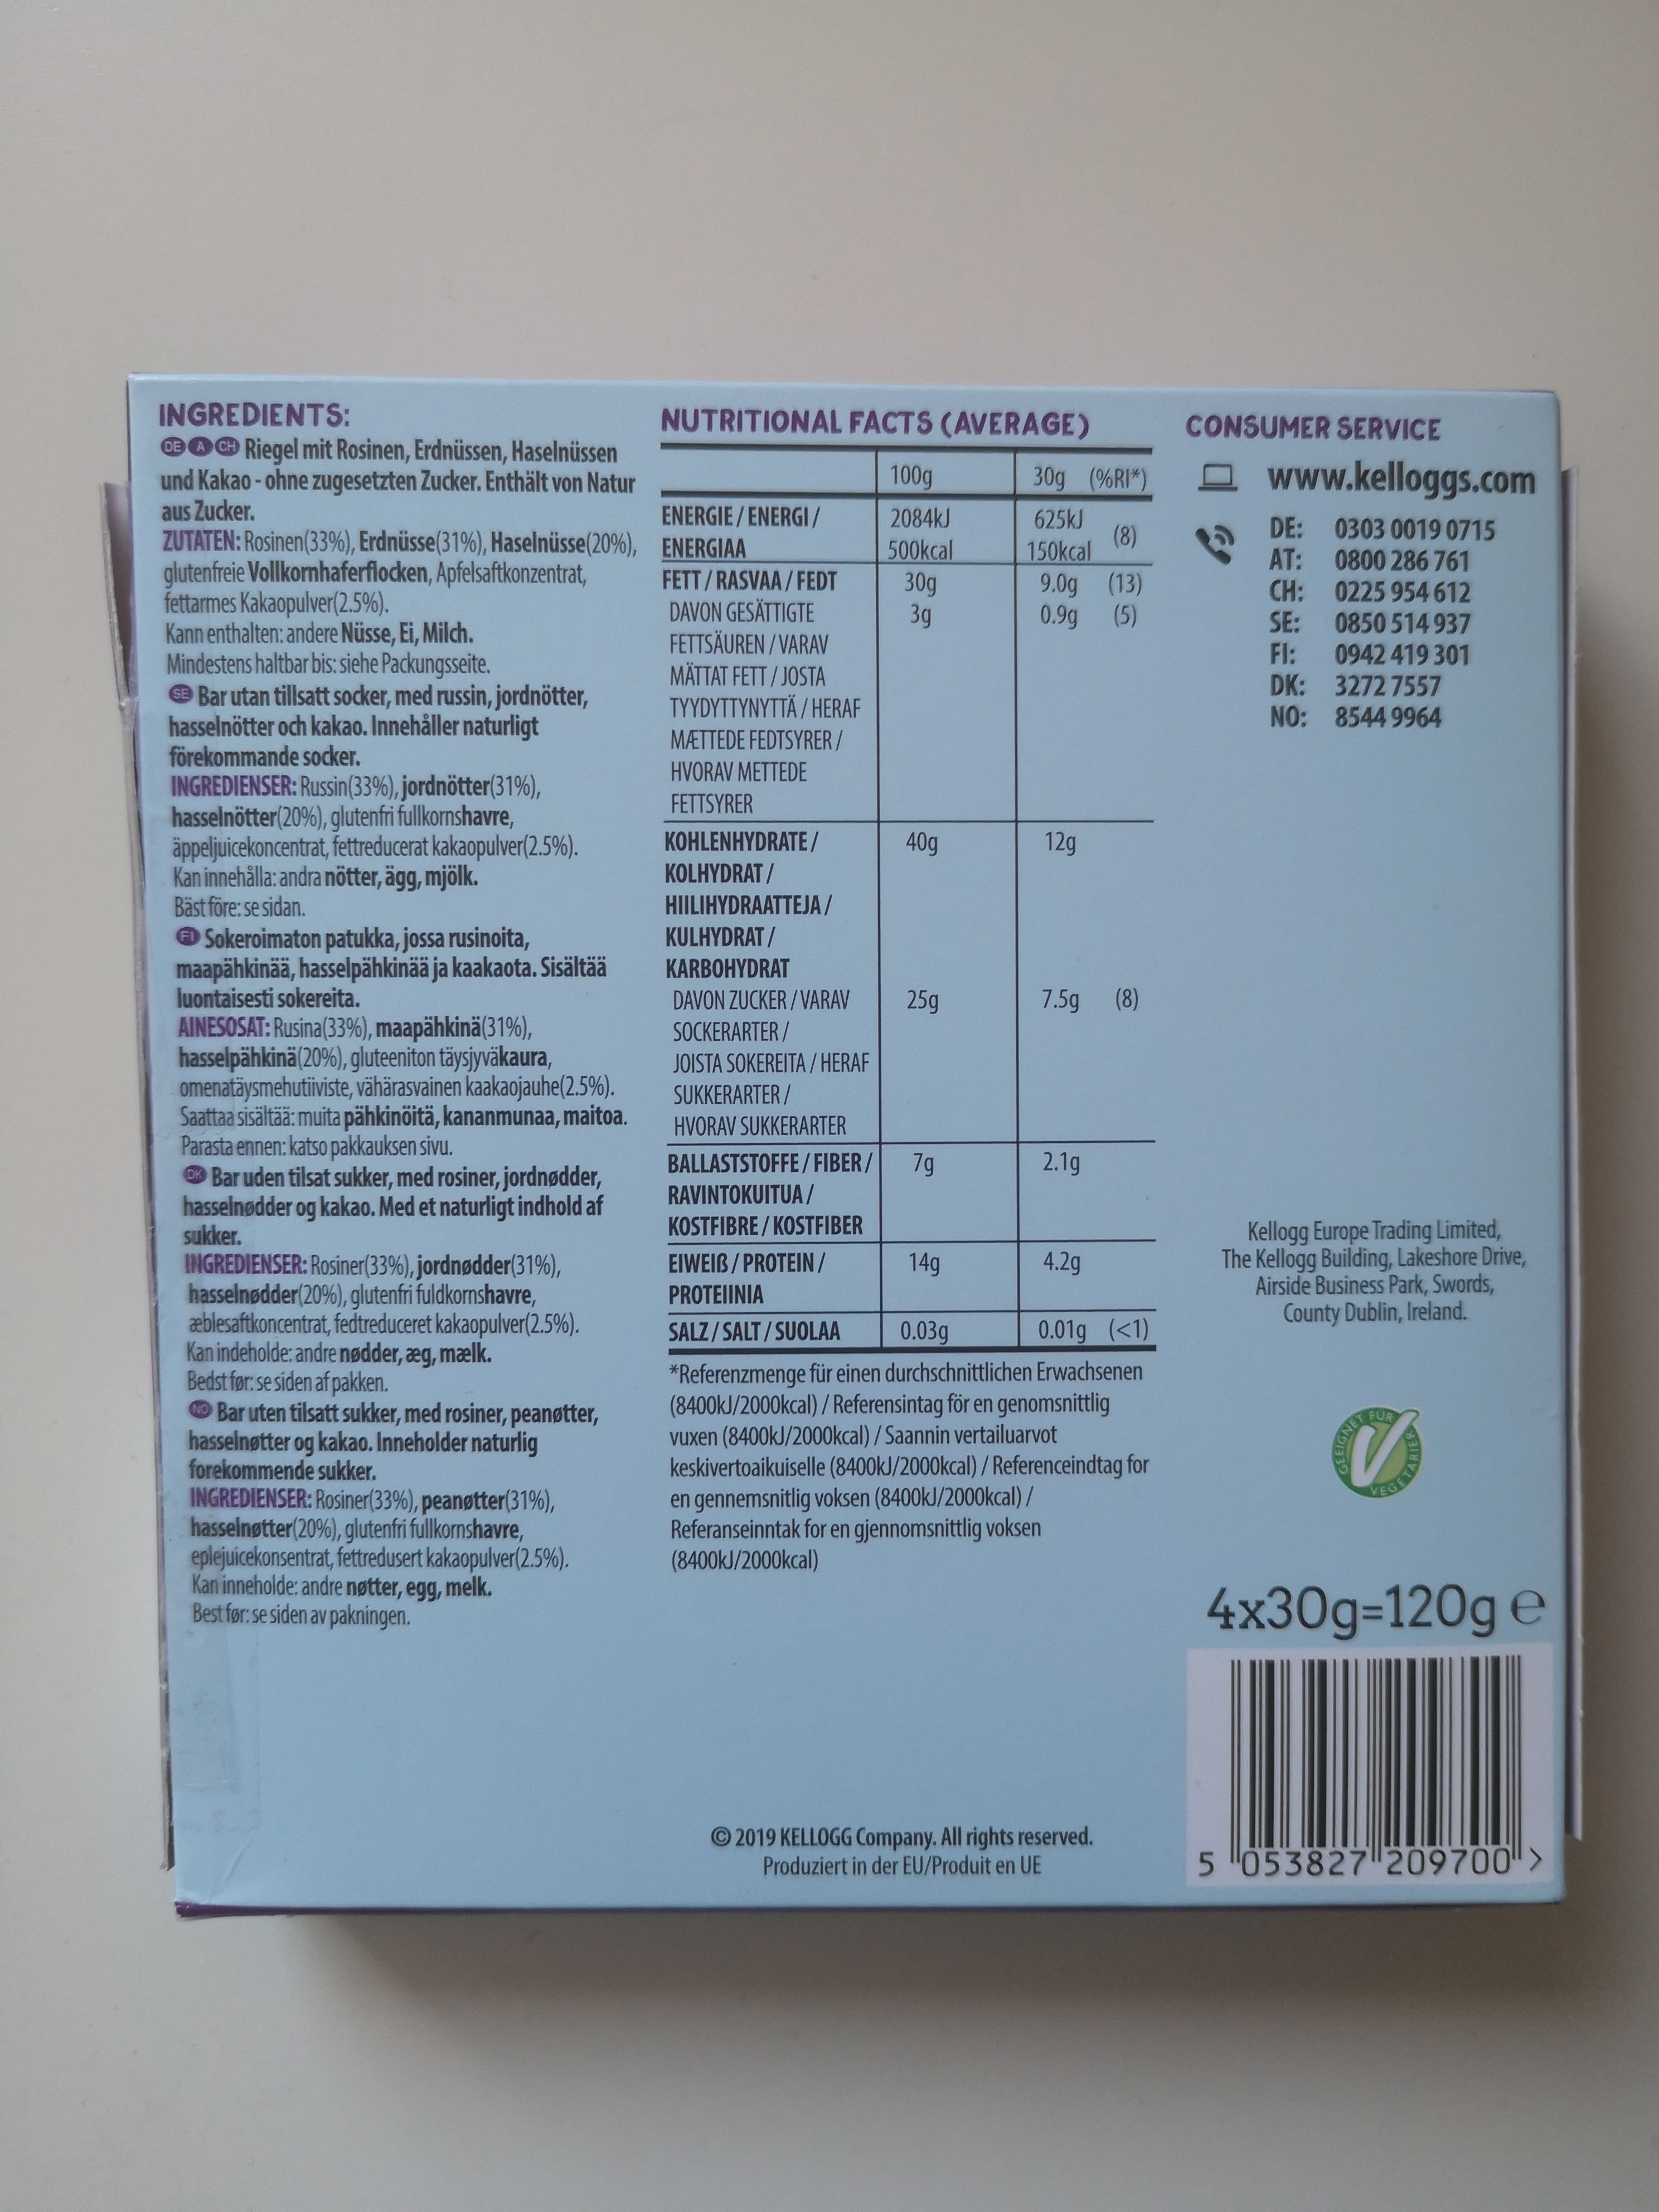 INGREDIENTS:
DE A CH Riegel mit Rosinen, Erdnüssen, Haselnüssen
und Kakao - ohne zugesetzten Zucker. Enthält von Natur
aus Zucker.
ZUTATEN: Rosinen(33%), Erdnüsse(31%), Haselnüsse(20%),
glutenfreie Vollkornhaferflocken, Apfelsaftkonzentrat,
fettarmes Kakaopulver(2.5%).
Kann enthalten: andere Nüsse, Ei, Milch.
Mindestens haltbar bis: siehe Packungsseite.
SE Bar utan tillsatt socker, med russin, jordnötter,
hasselnötter och kakao. Innehåller naturligt
förekommande socker.
INGREDIENSER: Russin(33%), jordnötter(31%),
hasselnötter(20%), glutenfri fullkornshavre,
äppeljuicekoncentrat, fettreducerat kakaopulver(2.5%).
Kan innehålla: andra nötter, ägg, mjölk.
Bäst före: se sidan.
FI Sokeroimaton patukka, jossa rusinoita,
maapähkinää, hasselpähkinää ja kaakaota. Sisältää
luontaisesti sokereita.
AINESOSAT: Rusina(33%), maapähkinä(31%),
hasselpähkinä(20%), gluteeniton täysjyväkaura,
omenatäysmehutiiviste, vähärasvainen kaakaojauhe(2.5%).
Saattaa sisältää: muita pähkinöitä, kananmunaa, maitoa.
Parasta ennen: katso pakkauksen sivu.
DK Bar uden tilsat sukker, med rosiner, jordnødder,
hasselnødder og kakao. Med et naturligt indhold af
sukker.
INGREDIENSER: Rosiner(33%), jordnødder(31%),
hasselnødder(20%), glutenfri fuldkornshavre,
æblesaftkoncentrat, fedtreduceret kakaopulver(2.5%).
Kan indeholde: andre nødder, æg, mælk.
Bedst før: se siden af pakken.
NO Bar uten tilsatt sukker, med rosiner, peanøtter,
hasselnøtter og kakao. Inneholder naturlig
forekommende sukker.
INGREDIENSER: Rosiner(33%), peanøtter(31%),
hasselnøtter(20%), glutenfri fullkornshavre,
eplejuicekonsentrat, fettredusert kakaopulver(2.5%).
Kan inneholde: andre nøtter, egg, melk.
Best før: se siden av pakningen.
NUTRITIONAL FACTS (AVERAGE)
100g 30g (%RI*)
ENERGIE / ENERGI / 2084kJ 625kJ (8)
ENERGIAA 500kcal 150kcal
FETT / RASVAA / FEDT 30g 9.0g (13)
DAVON GESÄTTIGTE 3g 0.9g (5)
FETTSÄUREN / VARAV
MÄTTAT FETT / JOSTA
TYYDYTTYNYTTÄ / HERAF
MÆTTEDE FEDTSYRER /
HVORAV METTEDE
FETTSYRER
KOHLENHYDRATE / 40g 12g
KOLHYDRAT /
HIILIHYDRAATTEJA /
KULHYDRAT /
KARBOHYDRAT
DAVON ZUCKER / VARAV 25g 7.5g (8)
SOCKERARTER /
JOISTA SOKEREITA / HERAF
SUKKERARTER /
HVORAV SUKKERARTER
BALLASTSTOFFE / FIBER / 7g 2.1g
RAVINTOKUITUA /
KOSTFIBRE / KOSTFIBER
EIWEIß / PROTEIN / 14g 4.2g
PROTEIINIA
SALZ / SALT / SUOLAA 0.03g 0.01g (<1)
*Referenzmenge für einen durchschnittlichen Erwachsenen
(8400kJ/2000kcal) / Referensintag för en genomsnittlig
vuxen (8400kJ/2000kcal) / Saannin vertailuarvot
keskivertoaikuiselle (8400kJ/2000kcal) / Referenceindtag for
en gennemsnitlig voksen (8400kJ/2000kcal) /
Referanseinntak for en gjennomsnittlig voksen
(8400kJ/2000kcal)
© 2019 KELLOGG Company. All rights reserved.
Produziert in der EU/Produit en UE
CONSUMER SERVICE
www.kelloggs.com
DE: 0303 0019 0715
AT: 0800 286 761
CH: 0225 954 612
SE: 0850 514 937
FI: 0942 419 301
DK: 3272 7557
NO: 8544 9964
Kellogg Europe Trading Limited,
The Kellogg Building, Lakeshore Drive,
Airside Business Park, Swords,
County Dublin, Ireland.
GEEIGNET FÜR VEGETARIER
4x30g=120g e
5 053827 209700 >